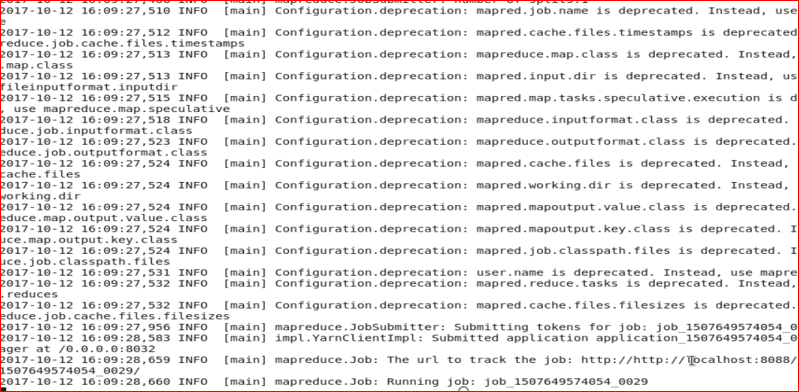 2017-10-12 16:09:27,510 INFO [main] Configuration.deprecation: mapred.job.name is deprecated. Instead, use
e
2017-10-12 16:09:27,512 INFO [main] Configuration.deprecation: mapred.cache.files.timestamps is deprecated
reduce.job.cache.files.timestamps
2017-10-12 16:09:27,513 INFO [main] Configuration.deprecation: mapreduce.map.class is deprecated. Instead,
.map.class
2017-10-12 16:09:27,513 INFO [main] Configuration.deprecation: mapred.input.dir is deprecated. Instead, us
fileinputformat.inputdir
2017-10-12 16:09:27,515 INFO [main] Configuration.deprecation: mapred.map.tasks.speculative.execution is d
, use mapreduce.map.speculative
2017-10-12 16:09:27,518 INFO [main] Configuration.deprecation: mapreduce.inputformat.class is deprecated.
duce.job.inputformat.class
2017-10-12 16:09:27,523 INFO [main] Configuration.deprecation: mapreduce.outputformat.class is deprecated.
educe.job.outputformat.class
2017-10-12 16:09:27,524 INFO [main] Configuration.deprecation: mapred.cache.files is deprecated. Instead,
cache.files
2017-10-12 16:09:27,524 INFO [main] Configuration.deprecation: mapred.working.dir is deprecated. Instead,
working.dir
2017-10-12 16:09:27,524 INFO [main] Configuration.deprecation: mapred.mapoutput.value.class is deprecated.
educe.map.output.value.class
2017-10-12 16:09:27,524 INFO [main] Configuration.deprecation: mapred.mapoutput.key.class is deprecated. I
uce.map.output.key.class
2017-10-12 16:09:27,524 INFO [main] Configuration.deprecation: mapred.job.classpath.files is deprecated. I
uce.job.classpath.files
2017-10-12 16:09:27,531 INFO [main] Configuration.deprecation: user.name is deprecated. Instead, use mapre
2017-10-12 16:09:27,532 INFO [main] Configuration.deprecation: mapred.reduce.tasks is deprecated. Instead,
.reduces
2017-10-12 16:09:27,532 INFO [main] Configuration.deprecation: mapred.cache.files.filesizes is deprecated.
educe.job.cache.files.filesizes
2017-10-12 16:09:27,956 INFO [main] mapreduce.JobSubmitter: Submitting tokens for job: job_1507649574054_0
2017-10-12 16:09:28,583 INFO [main] impl.YarnClientImpl: Submitted application application_1507649574054_0
ager at /0.0.0.0:8032
2017-10-12 16:09:28,659 INFO [main] mapreduce.Job: The url to track the job: http://http://localhost:8088/
1507649574054_0029/
2017-10-12 16:09:28,660 INFO [main] mapreduce.Job: Running job: job_1507649574054_0029